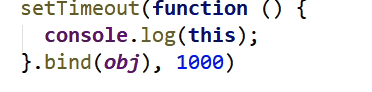 setTimeout(function () {
  console.log(this);
}.bind(obj), 1000)